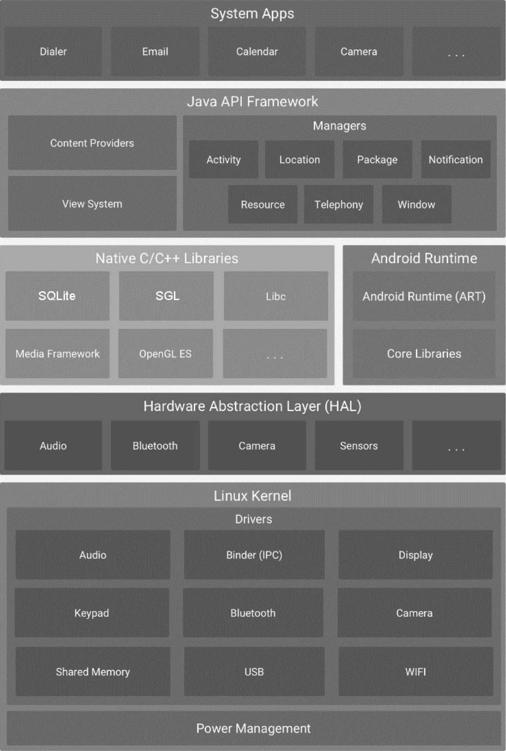 System Apps
Dialer
Email
Calendar
Camera
. . .
Java API Framework
Content Providers
View System
Managers
Activity
Location
Package
Notification
Resource
Telephony
Window
Native C/C++ Libraries
SQLite
SGL
Libc
Media Framework
OpenGL ES
. . .
Android Runtime
Android Runtime (ART)
Core Libraries
Hardware Abstraction Layer (HAL)
Audio
Bluetooth
Camera
Sensors
. . .
Linux Kernel
Drivers
Audio
Binder (IPC)
Display
Keypad
Bluetooth
Camera
Shared Memory
USB
WIFI
Power Management